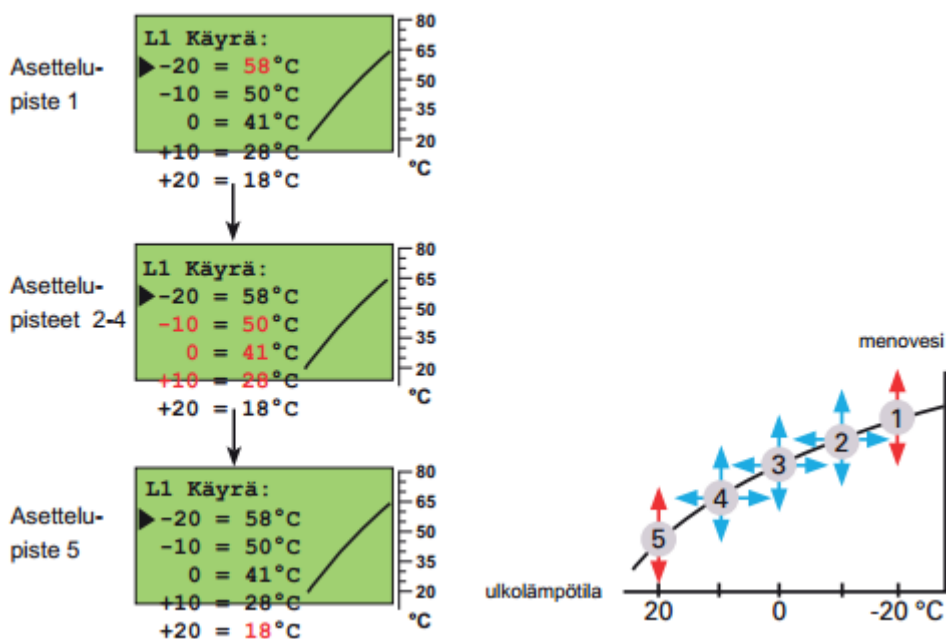 Asettelu-
piste 1
L1 Käyrä:
-20 = 58°C
-10 = 50°C
0 = 41°C
+10 = 28°C
+20 = 18°C
80
65
50
35
20
°C
Asettelu-
pisteet 2-4
L1 Käyrä:
-20 = 58°C
-10 = 50°C
0 = 41°C
+10 = 28°C
+20 = 18°C
80
65
50
35
20
°C
Asettelu-
piste 5
L1 Käyrä:
-20 = 58°C
-10 = 50°C
0 = 41°C
+10 = 28°C
+20 = 18°C
80
65
50
35
20
°C
menovesi
1
2
3
4
5
ulkolämpötila
20 0 -20 °C